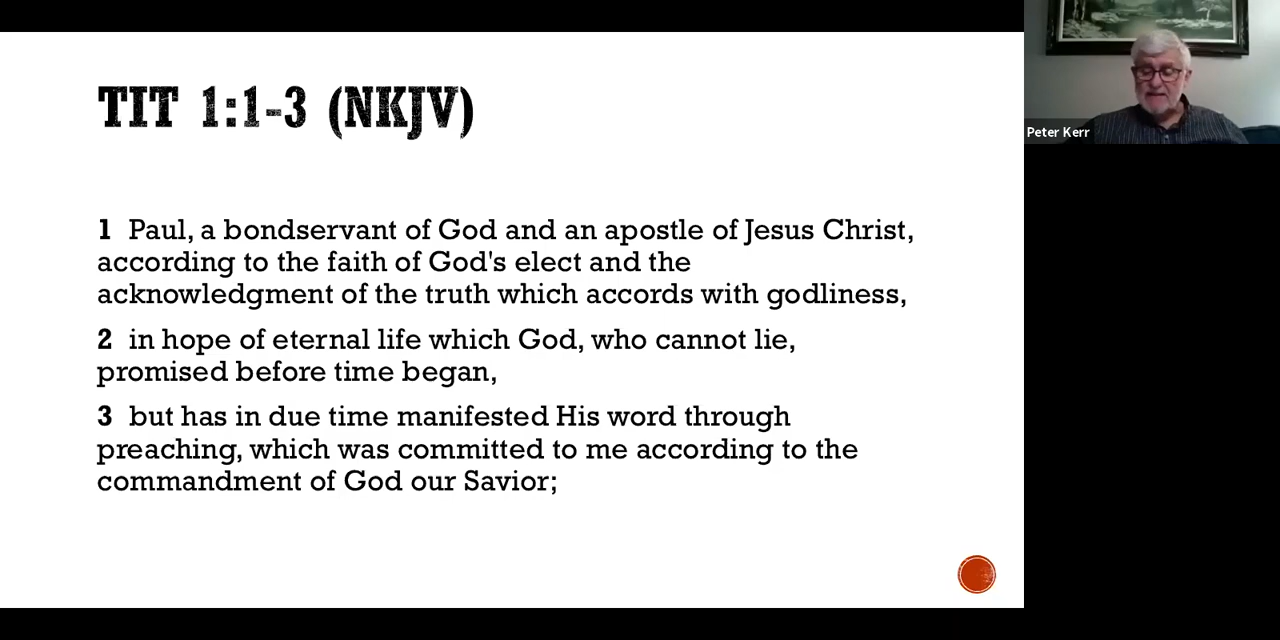 TIT 1:1-3 (NKJV)
1 Paul, a bondservant of God and an apostle of Jesus Christ,
according to the faith of God's elect and the
acknowledgment of the truth which accords with godliness,
2 in hope of eternal life which God, who cannot lie,
promised before time began,
3 but has in due time manifested His word through
preaching, which was committed to me according to the
commandment of God our Savior;
Peter Kerr